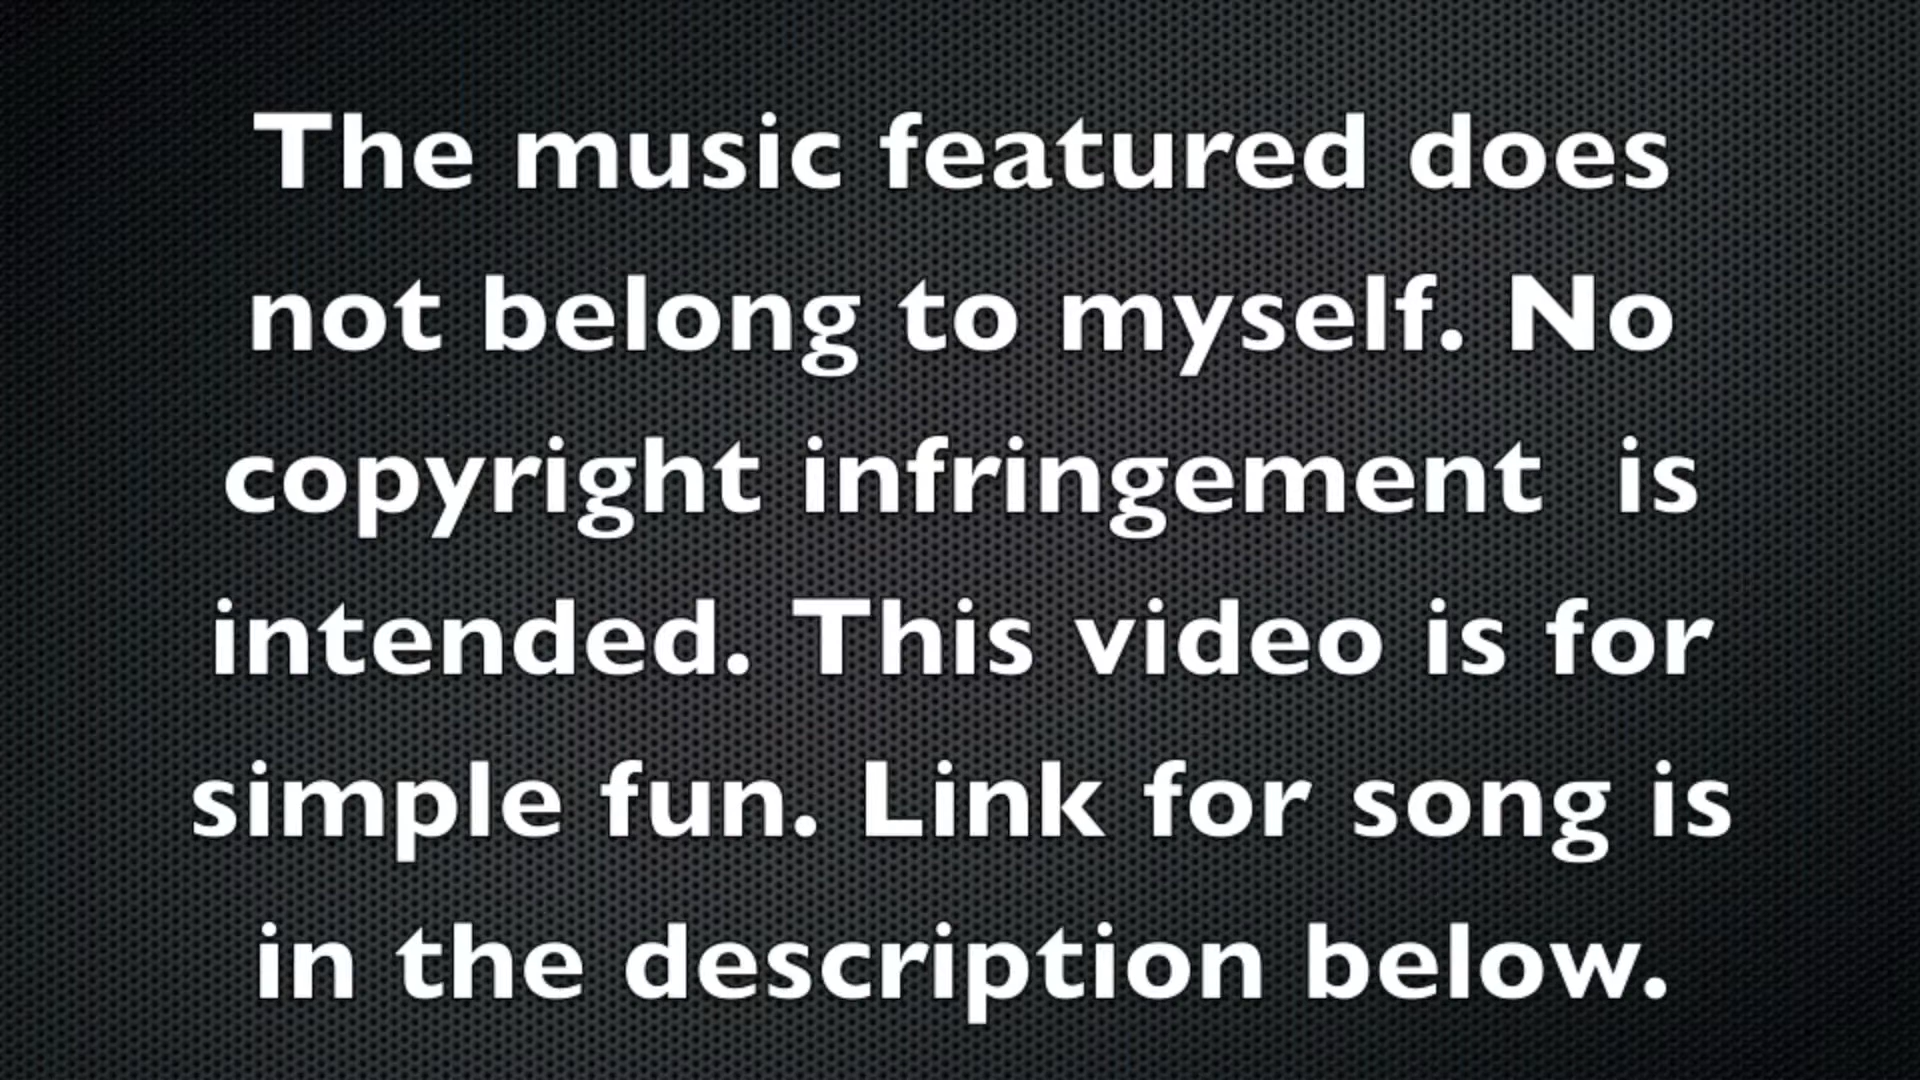 The music featured does
not belong to myself. No
copyright infringement  is
intended. This video is for
simple fun. Link for song is
in the description below.